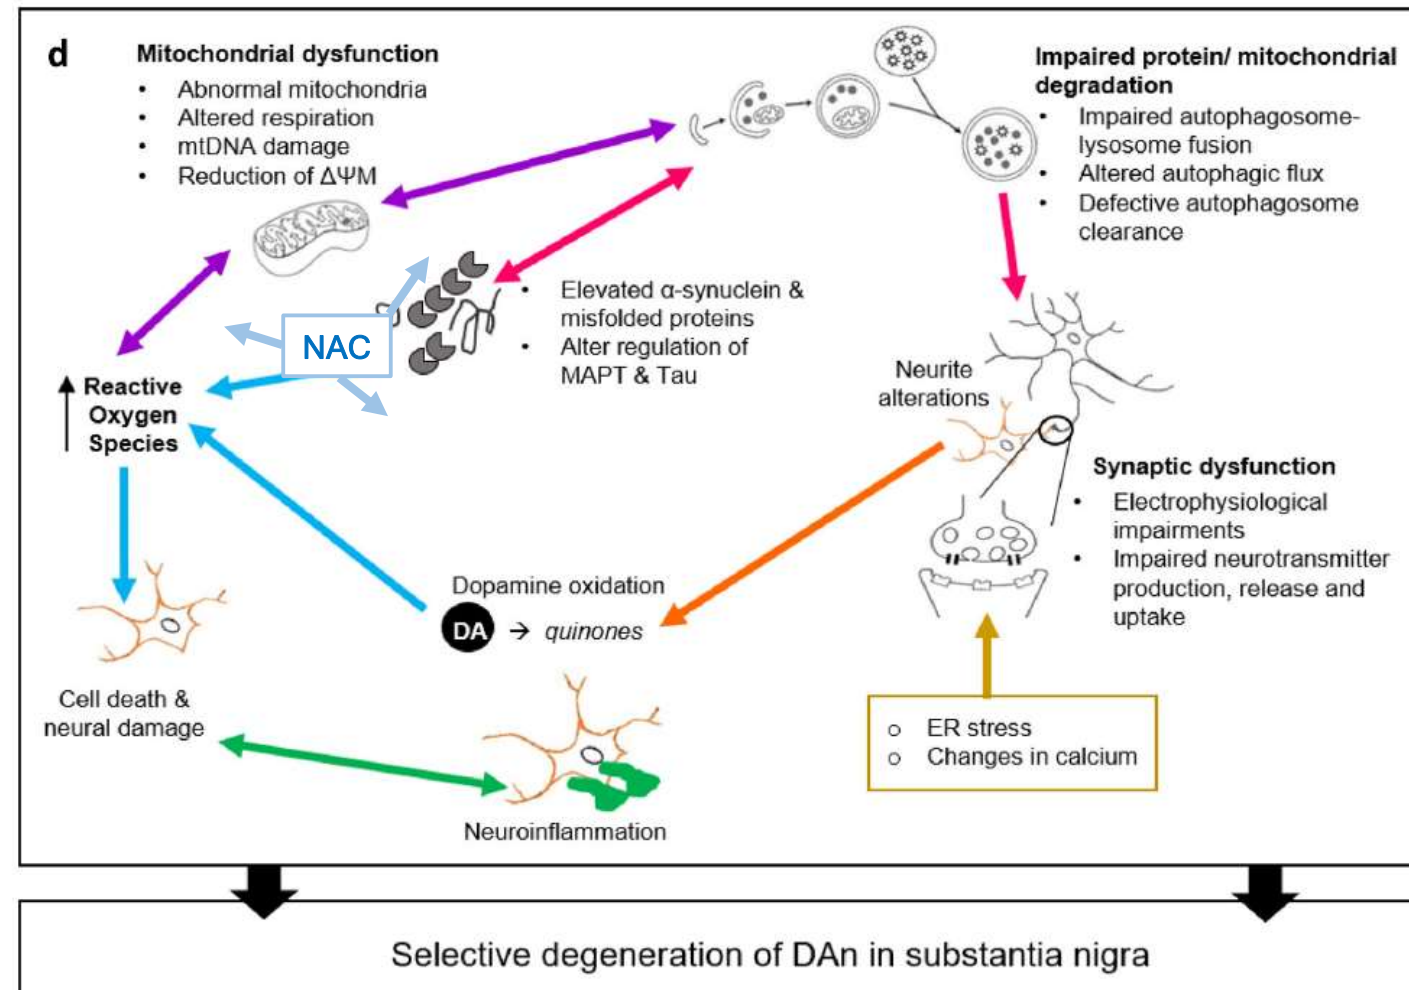 d
Mitochondrial dysfunction
• Abnormal mitochondria
• Altered respiration
• mtDNA damage
• Reduction of ΔΨM
Impaired protein/ mitochondrial
degradation
• Impaired autophagosome-
lysosome fusion
• Altered autophagic flux
• Defective autophagosome
clearance
NAC
• Elevated α-synuclein &
misfolded proteins
• Alter regulation of
MAPT & Tau
Reactive
Oxygen
Species
Neurite
alterations
Synaptic dysfunction
• Electrophysiological
impairments
• Impaired neurotransmitter
production, release and
uptake
Dopamine oxidation
DA → quinones
Cell death &
neural damage
Neuroinflammation
○ ER stress
○ Changes in calcium
Selective degeneration of DAn in substantia nigra